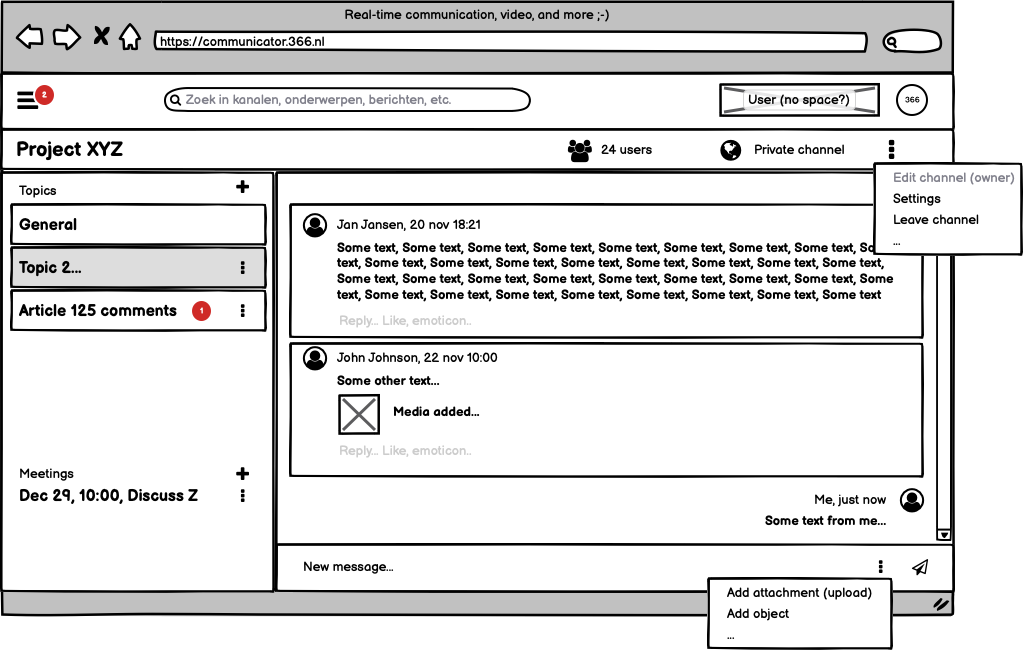 Real-time communication, video, and more ;-)
https://communicator.366.nl
2
Zoek in kanalen, onderwerpen, berichten, etc.
User (no space?)
366
Project XYZ
24 users
Private channel
Edit channel (owner)
Settings
Leave channel
...
Topics
General
Topic 2...
Article 125 comments
1
Meetings
Dec 29, 10:00, Discuss Z
Jan Jansen, 20 nov 18:21
Some text, Some text, Some text, Some text, Some text, Some text, Some text, Some text, So
text, Some text, Some text, Some text, Some text, Some text, Some text, Some text, Some text,
Some text, Some text, Some text, Some text, Some text, Some text, Some text, Some text, Some
text, Some text, Some text, Some text, Some text, Some text, Some text, Some text, Some text
Reply... Like, emoticon..
John Johnson, 22 nov 10:00
Some other text...
Media added...
Reply... Like, emoticon..
Me, just now
Some text from me...
New message...
Add attachment (upload)
Add object
...